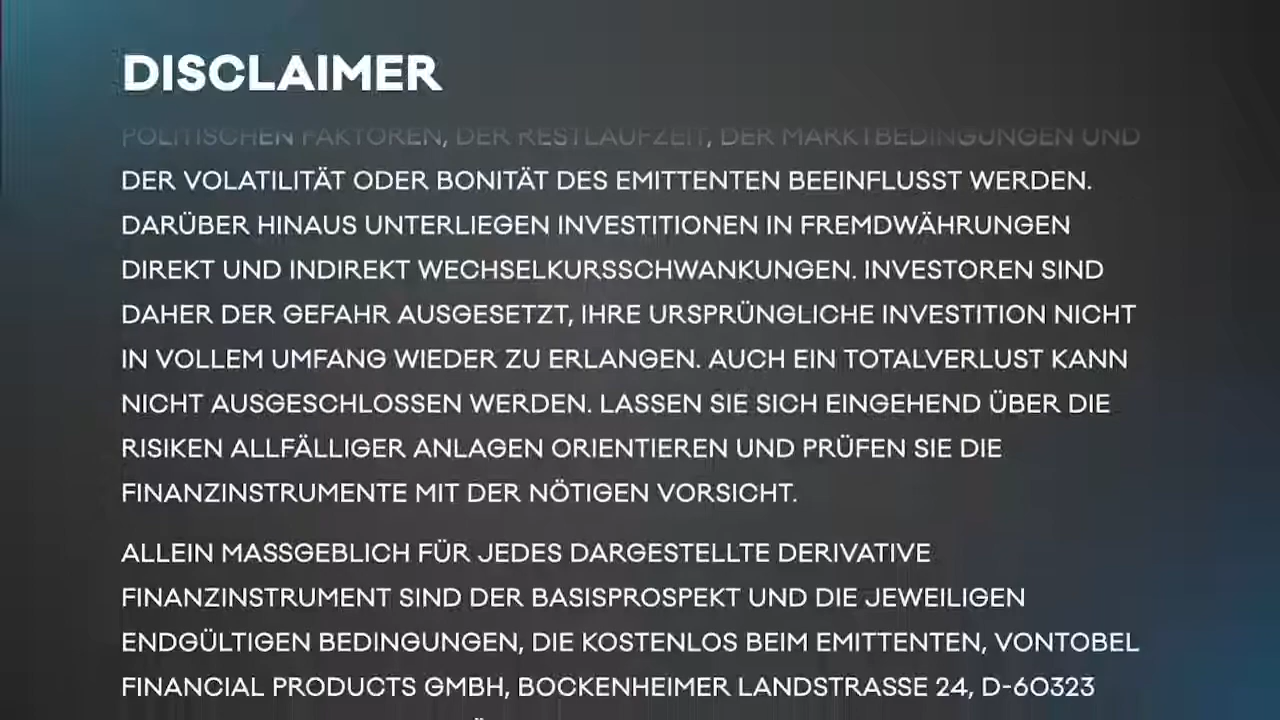 DISCLAIMER
POLITISCHEN FAKTOREN, DER RESTLAUFZEIT, DER MARKTBEDINGUNGEN UND
DER VOLATILITÄT ODER BONITÄT DES EMITTENTEN BEEINFLUSST WERDEN.
DARÜBER HINAUS UNTERLIEGEN INVESTITIONEN IN FREMDWÄHRUNGEN
DIREKT UND INDIREKT WECHSELKURSSCHWANKUNGEN. INVESTOREN SIND
DAHER DER GEFAHR AUSGESETZT, IHRE URSPRÜNGLICHE INVESTITION NICHT
IN VOLLEM UMFANG WIEDER ZU ERLANGEN. AUCH EIN TOTALVERLUST KANN
NICHT AUSGESCHLOSSEN WERDEN. LASSEN SIE SICH EINGEHEND ÜBER DIE
RISIKEN ALLFÄLLIGER ANLAGEN ORIENTIEREN UND PRÜFEN SIE DIE
FINANZINSTRUMENTE MIT DER NÖTIGEN VORSICHT.
ALLEIN MASSGEBLICH FÜR JEDES DARGESTELLTE DERIVATIVE
FINANZINSTRUMENT SIND DER BASISPROSPEKT UND DIE JEWEILIGEN
ENDGÜLTIGEN BEDINGUNGEN, DIE KOSTENLOS BEIM EMITTENTEN, VONTOBEL
FINANCIAL PRODUCTS GMBH, BOCKENHEIMER LANDSTRASSE 24, D-60323